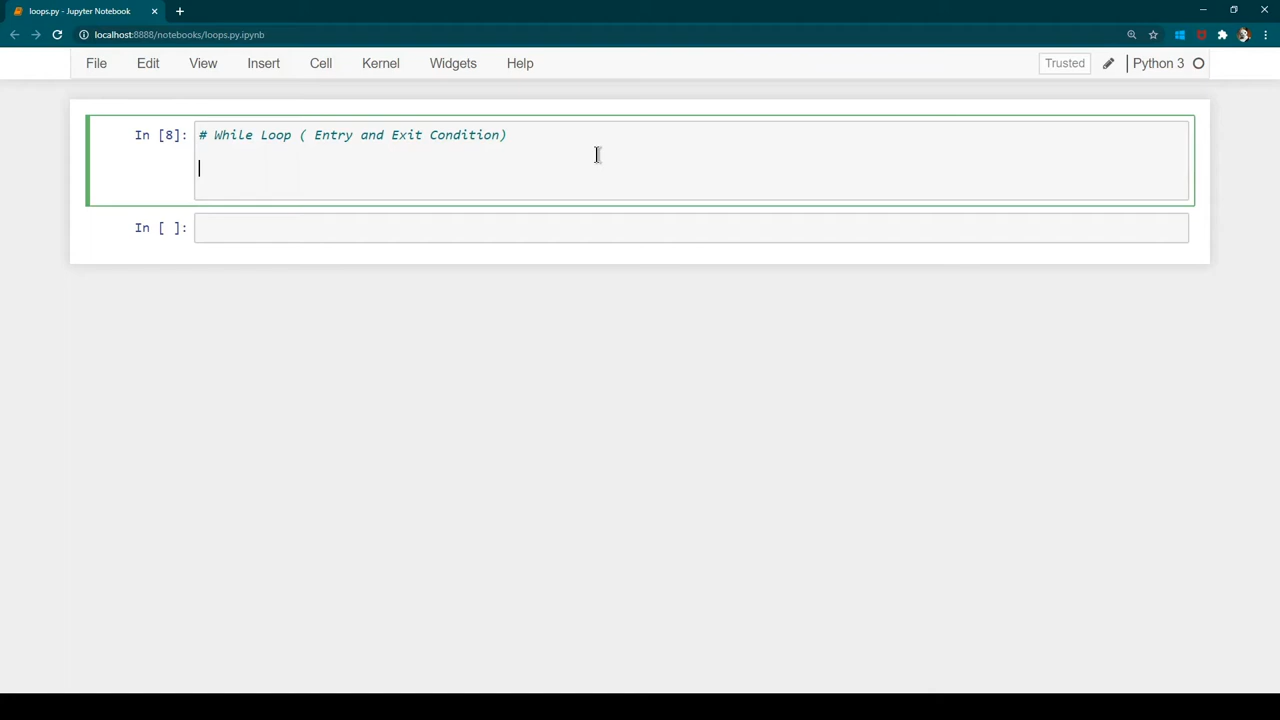 loops.py - Jupyter Notebook
localhost:8888/notebooks/loops.py.ipynb
File Edit View Insert Cell Kernel Widgets Help Trusted Python 3
In [8]: # While Loop ( Entry and Exit Condition)
In [ ]: